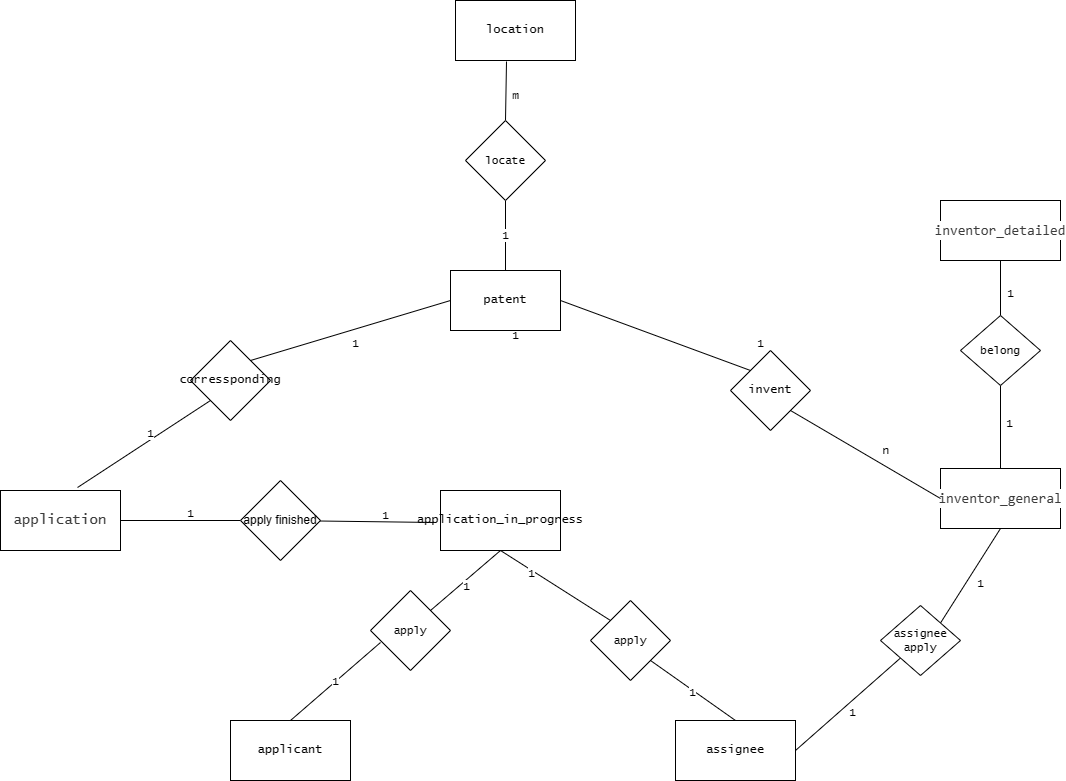 location
m
locate
1
inventor_detailed
patent
1
1
1
1
corressponding
belong
invent
1
1
n
inventor_general
application
1
apply finished
1
application_in_progress
1
1
1
apply
apply
assignee
apply
1
1
1
applicant
assignee